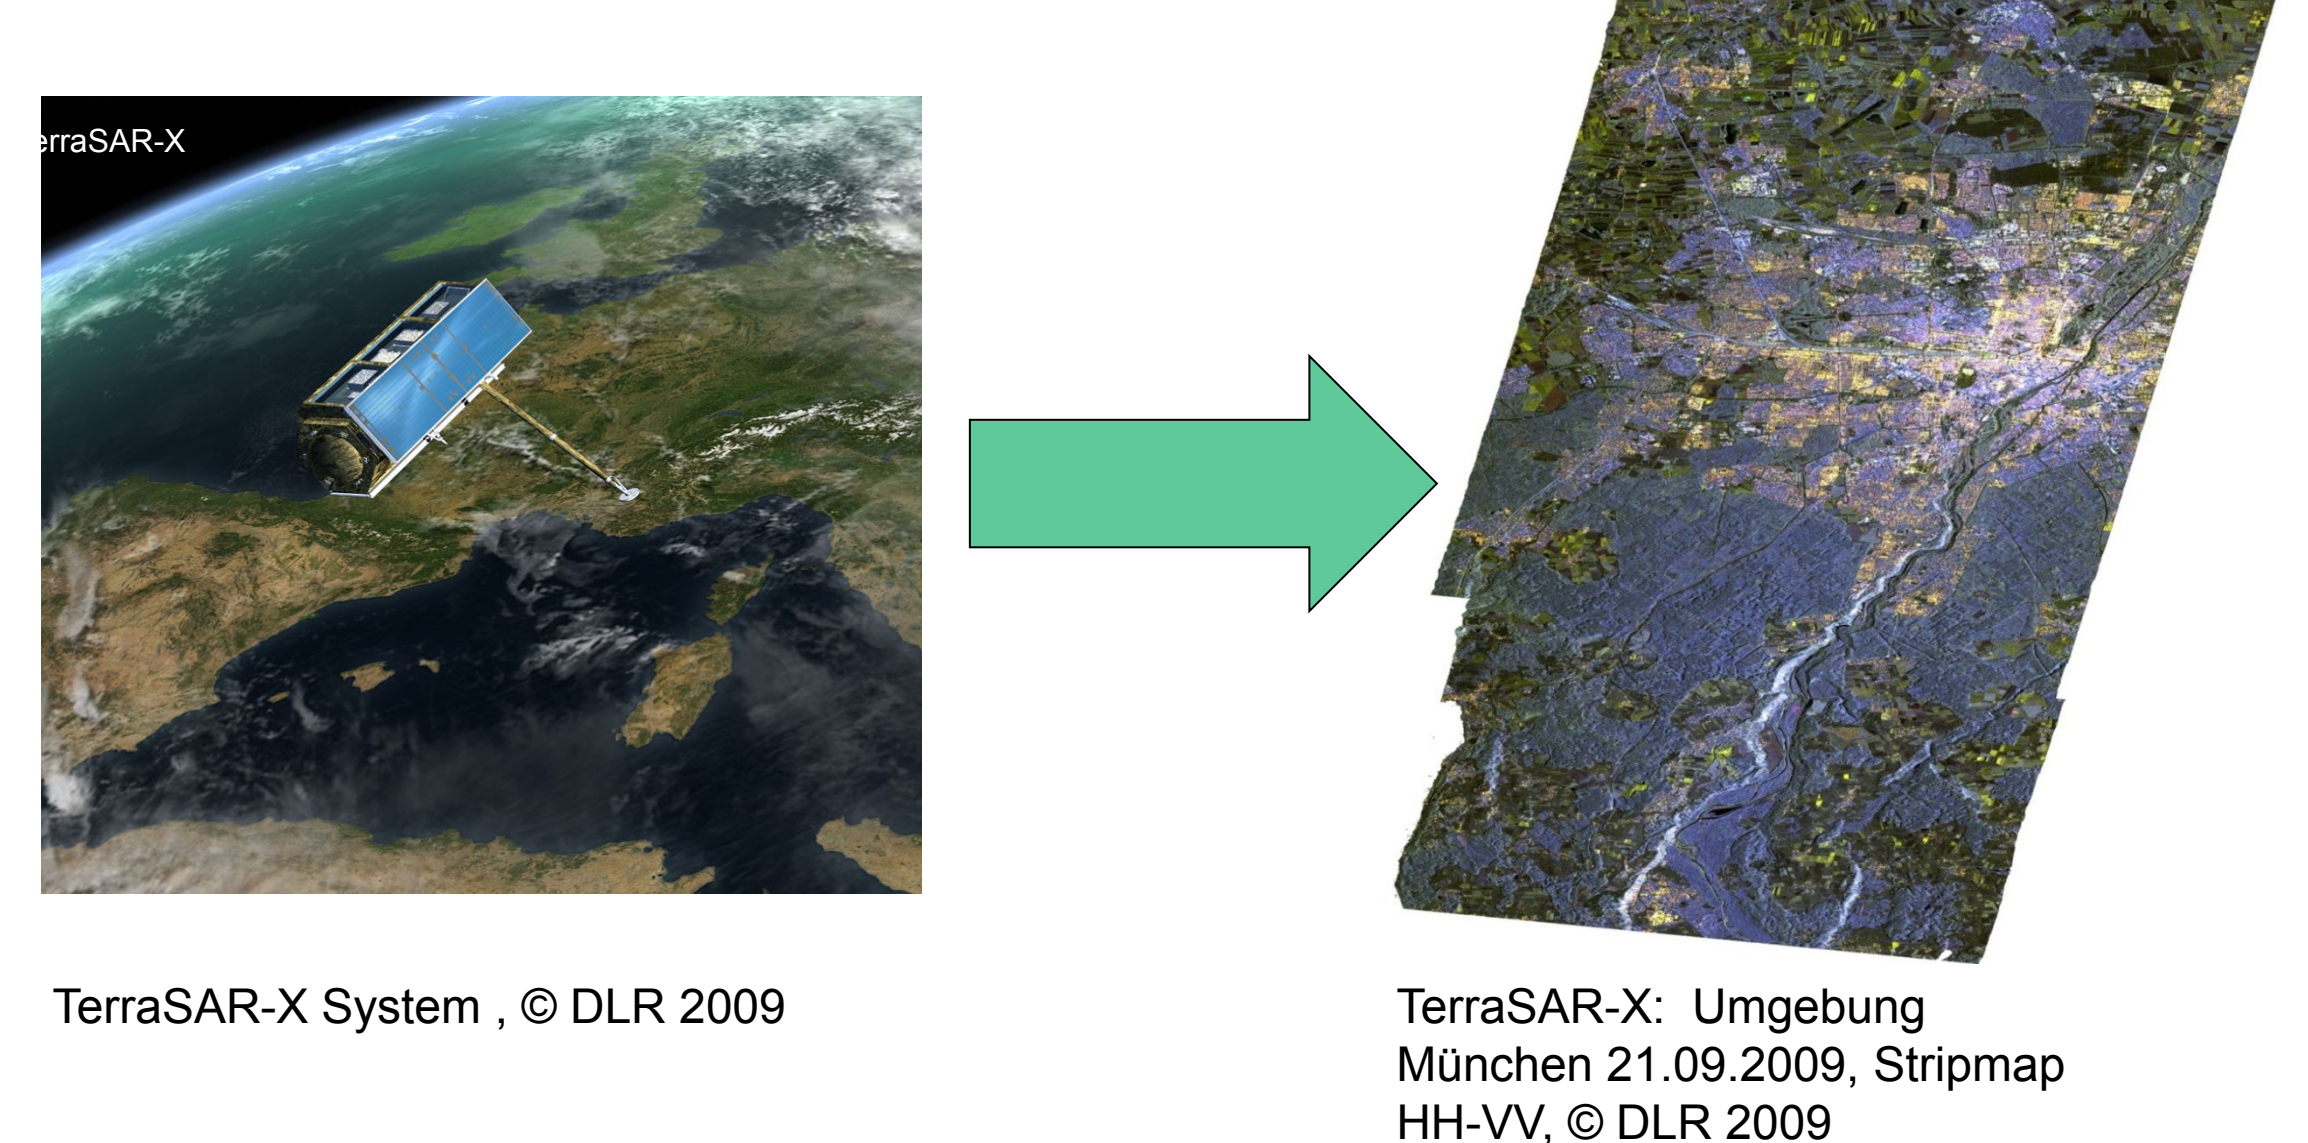 erraSAR-X
TerraSAR-X System , © DLR 2009
TerraSAR-X:  Umgebung
München 21.09.2009, Stripmap
HH-VV, © DLR 2009